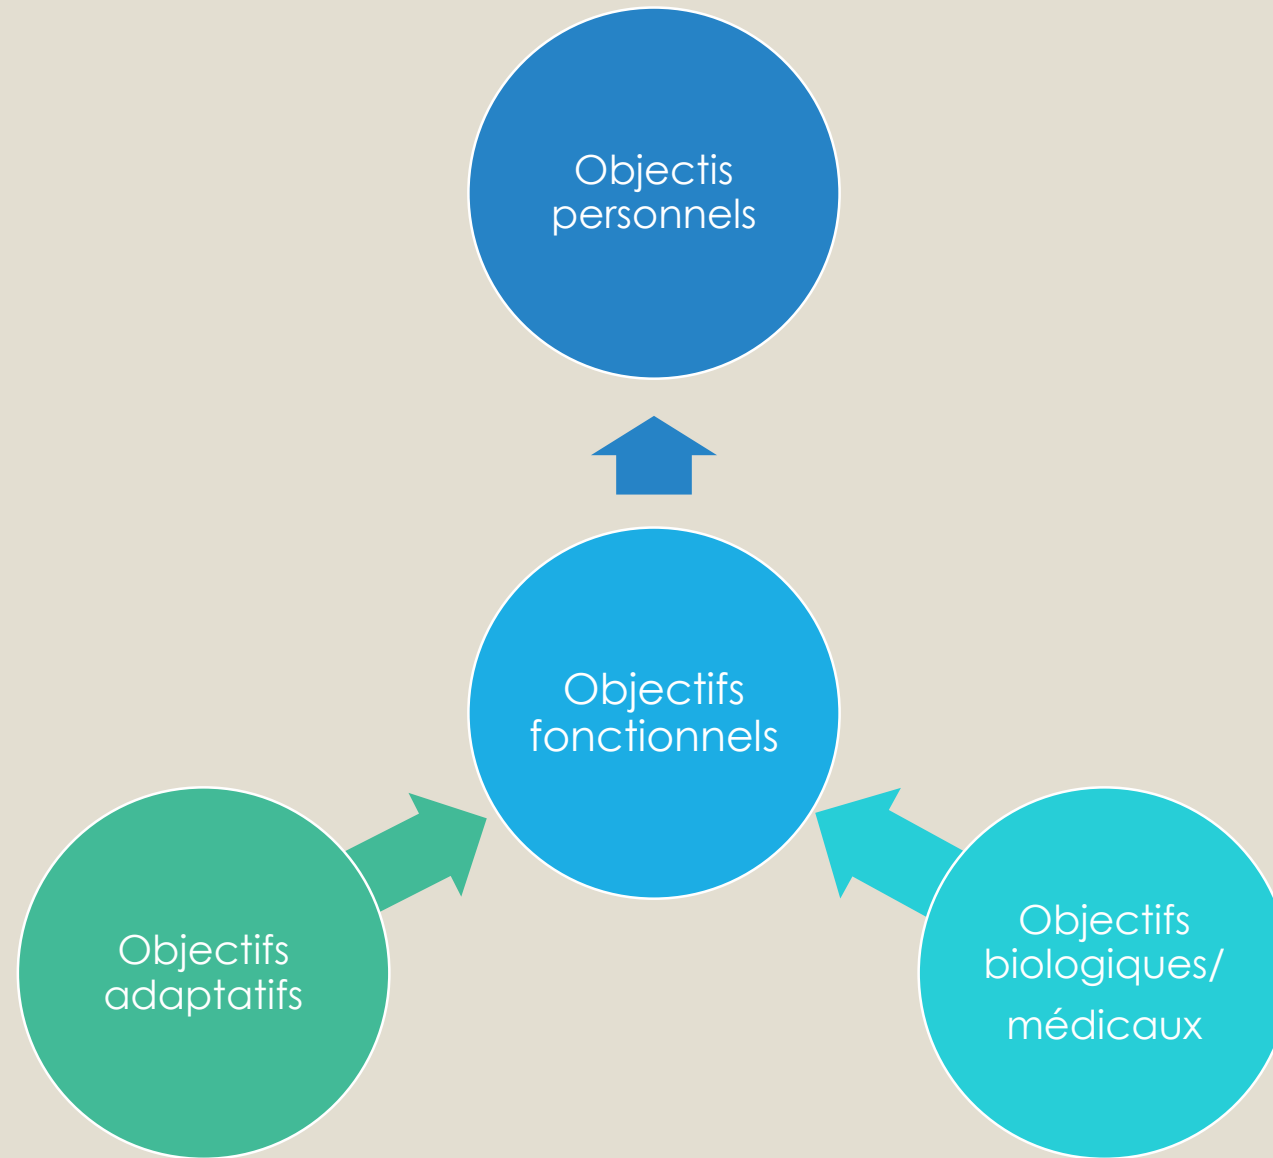 Objectis
personnels
Objectifs
fonctionnels
Objectifs
adaptatifs
Objectifs
biologiques/
médicaux